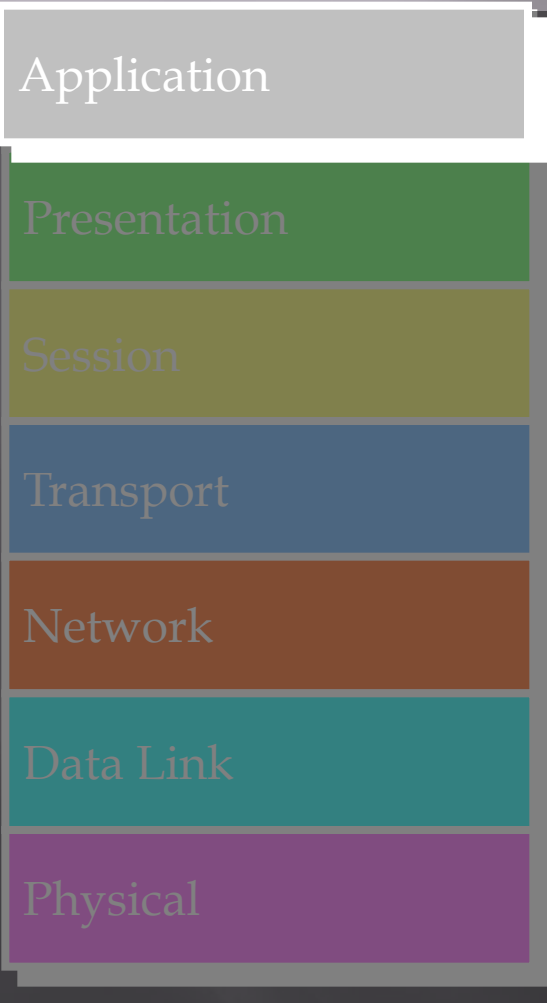 Application
Presentation
Session
Transport
Network
Data Link
Physical